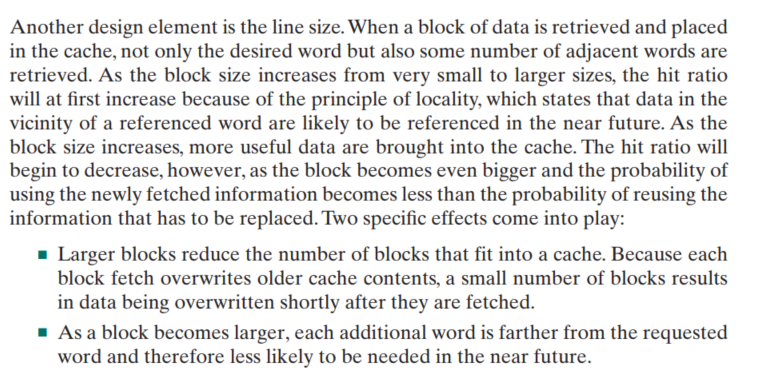 Another design element is the line size. When a block of data is retrieved and placed
in the cache, not only the desired word but also some number of adjacent words are
retrieved. As the block size increases from very small to larger sizes, the hit ratio
will at first increase because of the principle of locality, which states that data in the
vicinity of a referenced word are likely to be referenced in the near future. As the
block size increases, more useful data are brought into the cache. The hit ratio will
begin to decrease, however, as the block becomes even bigger and the probability of
using the newly fetched information becomes less than the probability of reusing the
information that has to be replaced. Two specific effects come into play:
■ Larger blocks reduce the number of blocks that fit into a cache. Because each
block fetch overwrites older cache contents, a small number of blocks results
in data being overwritten shortly after they are fetched.
■ As a block becomes larger, each additional word is farther from the requested
word and therefore less likely to be needed in the near future.